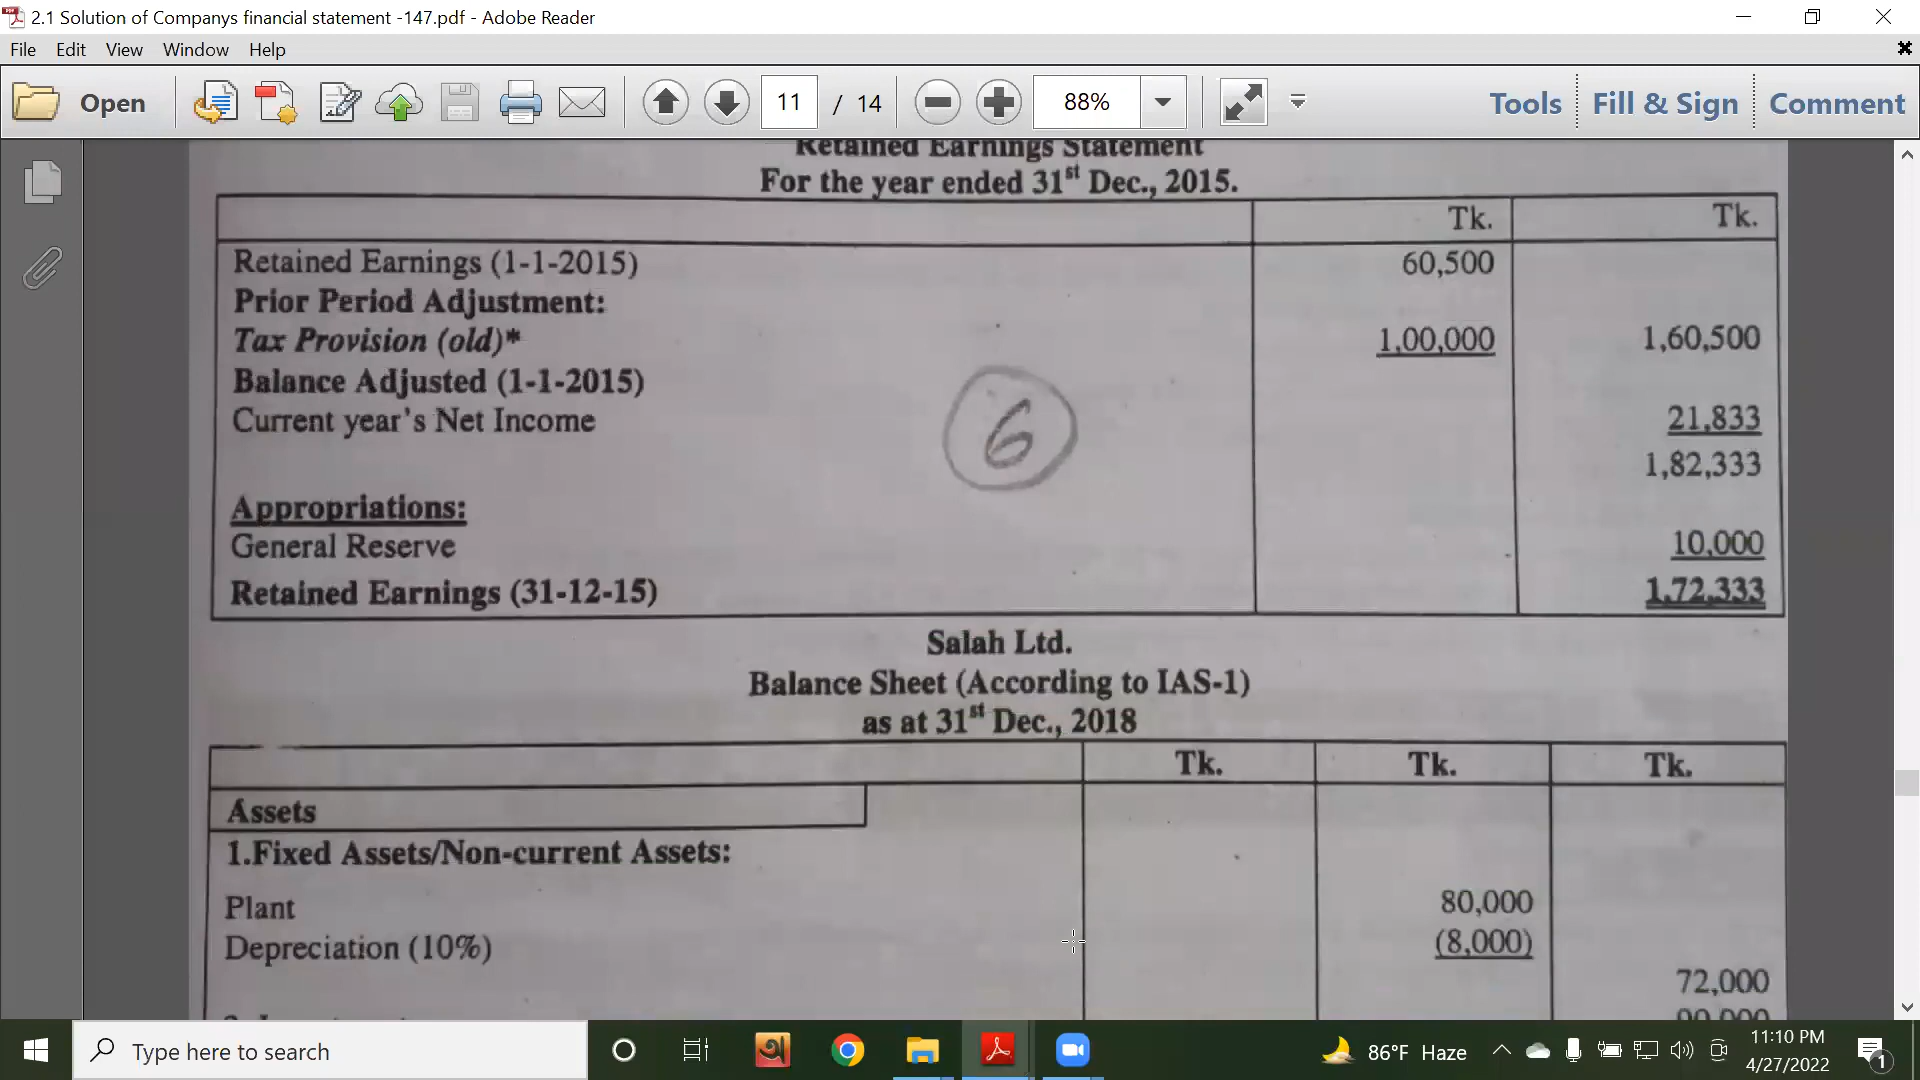 2.1 Solution of Companys financial statement -147.pdf - Adobe Reader
File Edit View Window Help
Open 11 / 14 88% Tools Fill & Sign Comment
Retained Earnings Statement
For the year ended 31st Dec., 2015.
Tk. Tk.
Retained Earnings (1-1-2015) 60,500
Prior Period Adjustment:
Tax Provision (old)* 1,00,000 1,60,500
Balance Adjusted (1-1-2015)
Current year's Net Income 21,833
6
1,82,333
Appropriations:
General Reserve 10,000
Retained Earnings (31-12-15) 1,72,333
Salah Ltd.
Balance Sheet (According to IAS-1)
as at 31st Dec., 2018
Tk. Tk. Tk.
Assets
1.Fixed Assets/Non-current Assets:
Plant 80,000
Depreciation (10%) (8,000)
72,000
Type here to search
86°F Haze
11:10 PM
4/27/2022
1